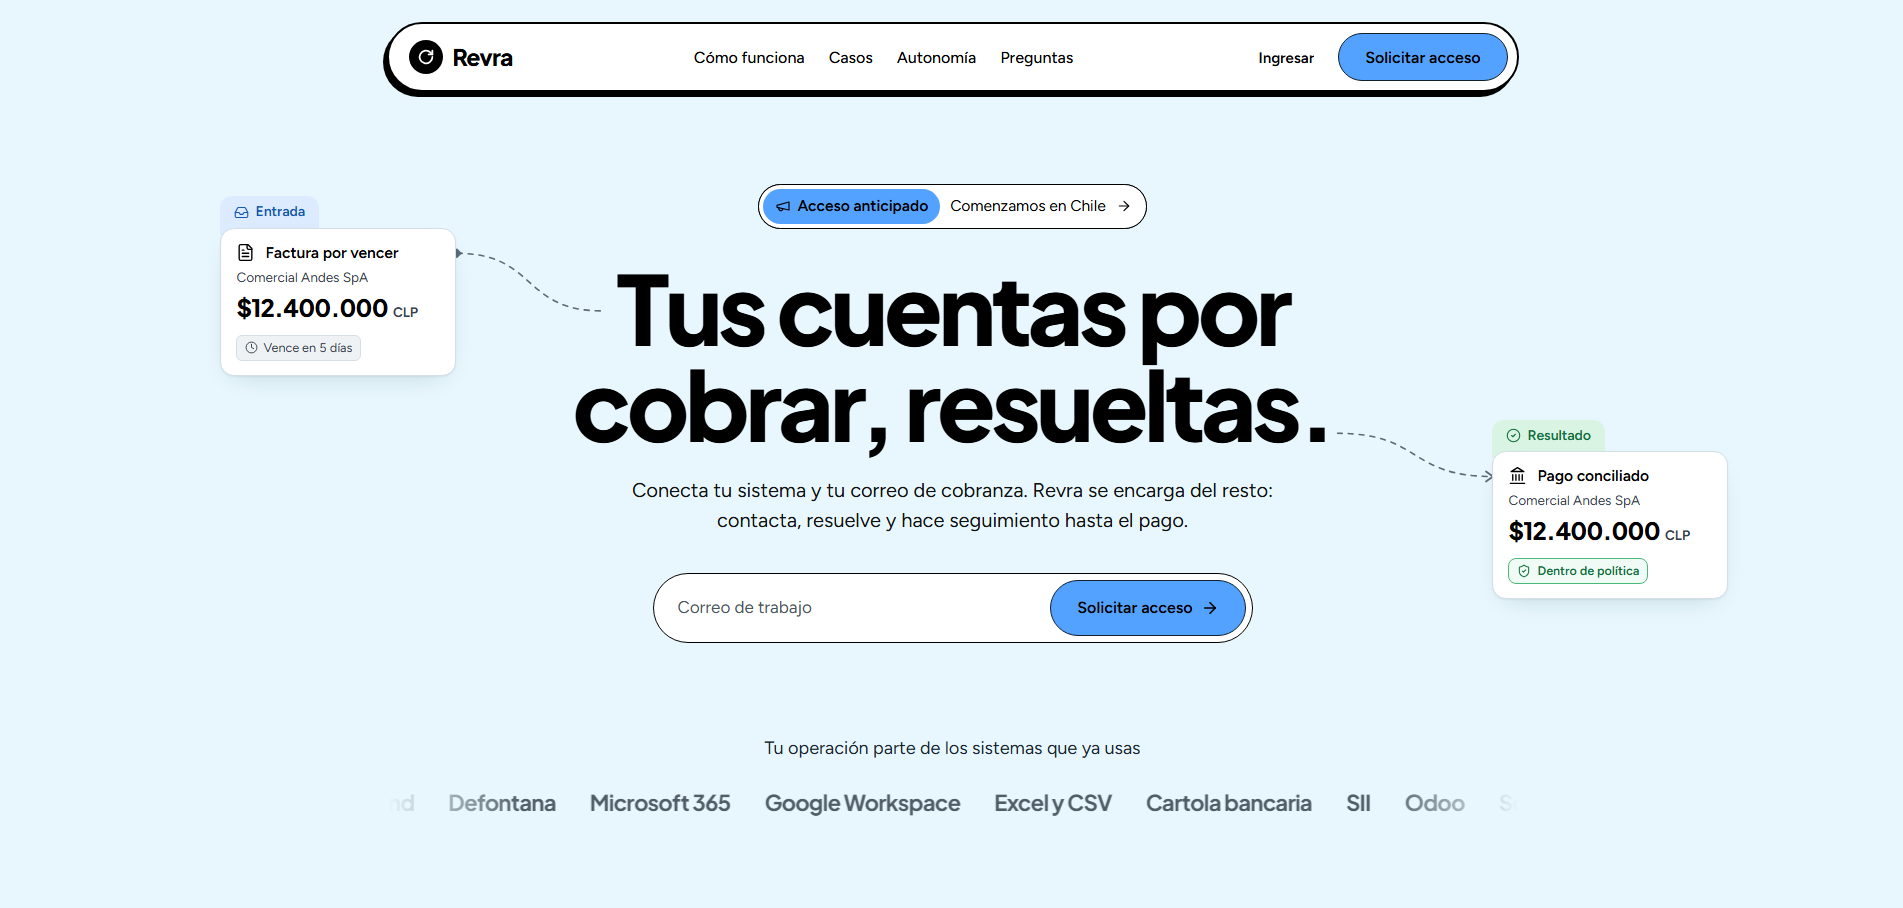 Revra
Cómo funciona
Casos
Autonomía
Preguntas
Ingresar
Solicitar acceso
Acceso anticipado
Comenzamos en Chile
Entrada
Factura por vencer
Comercial Andes SpA
$12.400.000 CLP
Vence en 5 días
Tus cuentas por
cobrar, resueltas.
Resultado
Pago conciliado
Comercial Andes SpA
$12.400.000 CLP
Dentro de política
Conecta tu sistema y tu correo de cobranza. Revra se encarga del resto:
contacta, resuelve y hace seguimiento hasta el pago.
Correo de trabajo
Solicitar acceso
Tu operación parte de los sistemas que ya usas
Defontana
Microsoft 365
Google Workspace
Excel y CSV
Cartola bancaria
SII
Odoo